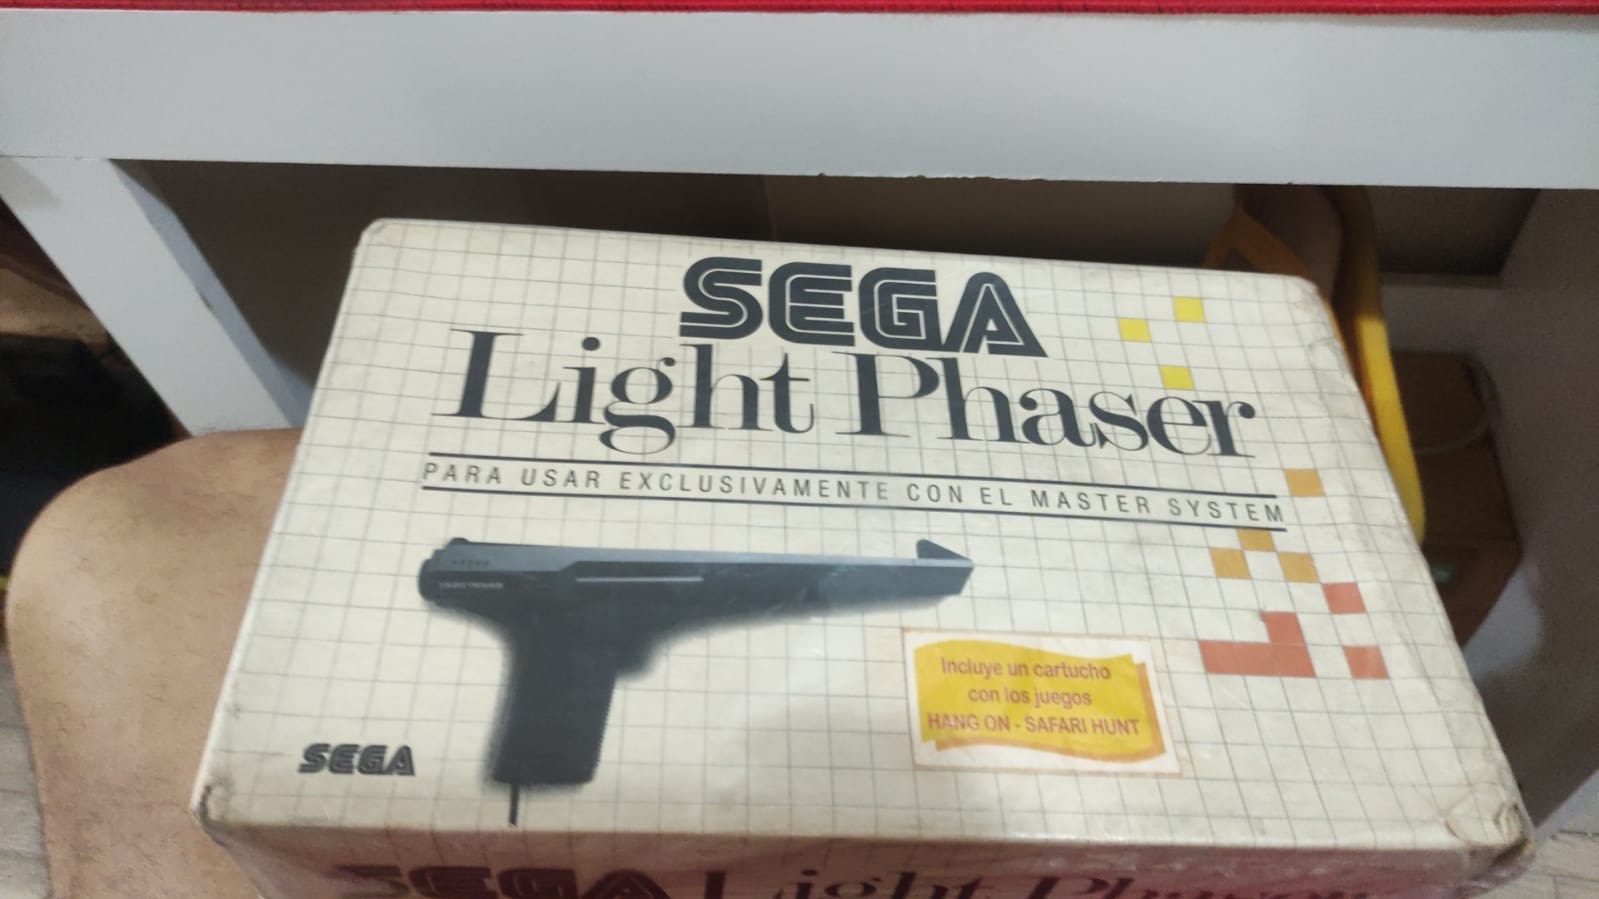 SEGA
Light Phaser
PARA USAR EXCLUSIVAMENTE CON EL MASTER SYSTEM
Incluye un cartucho
con los juegos
HANG ON - SAFARI HUNT
SEGA
SEGA Light Phaser